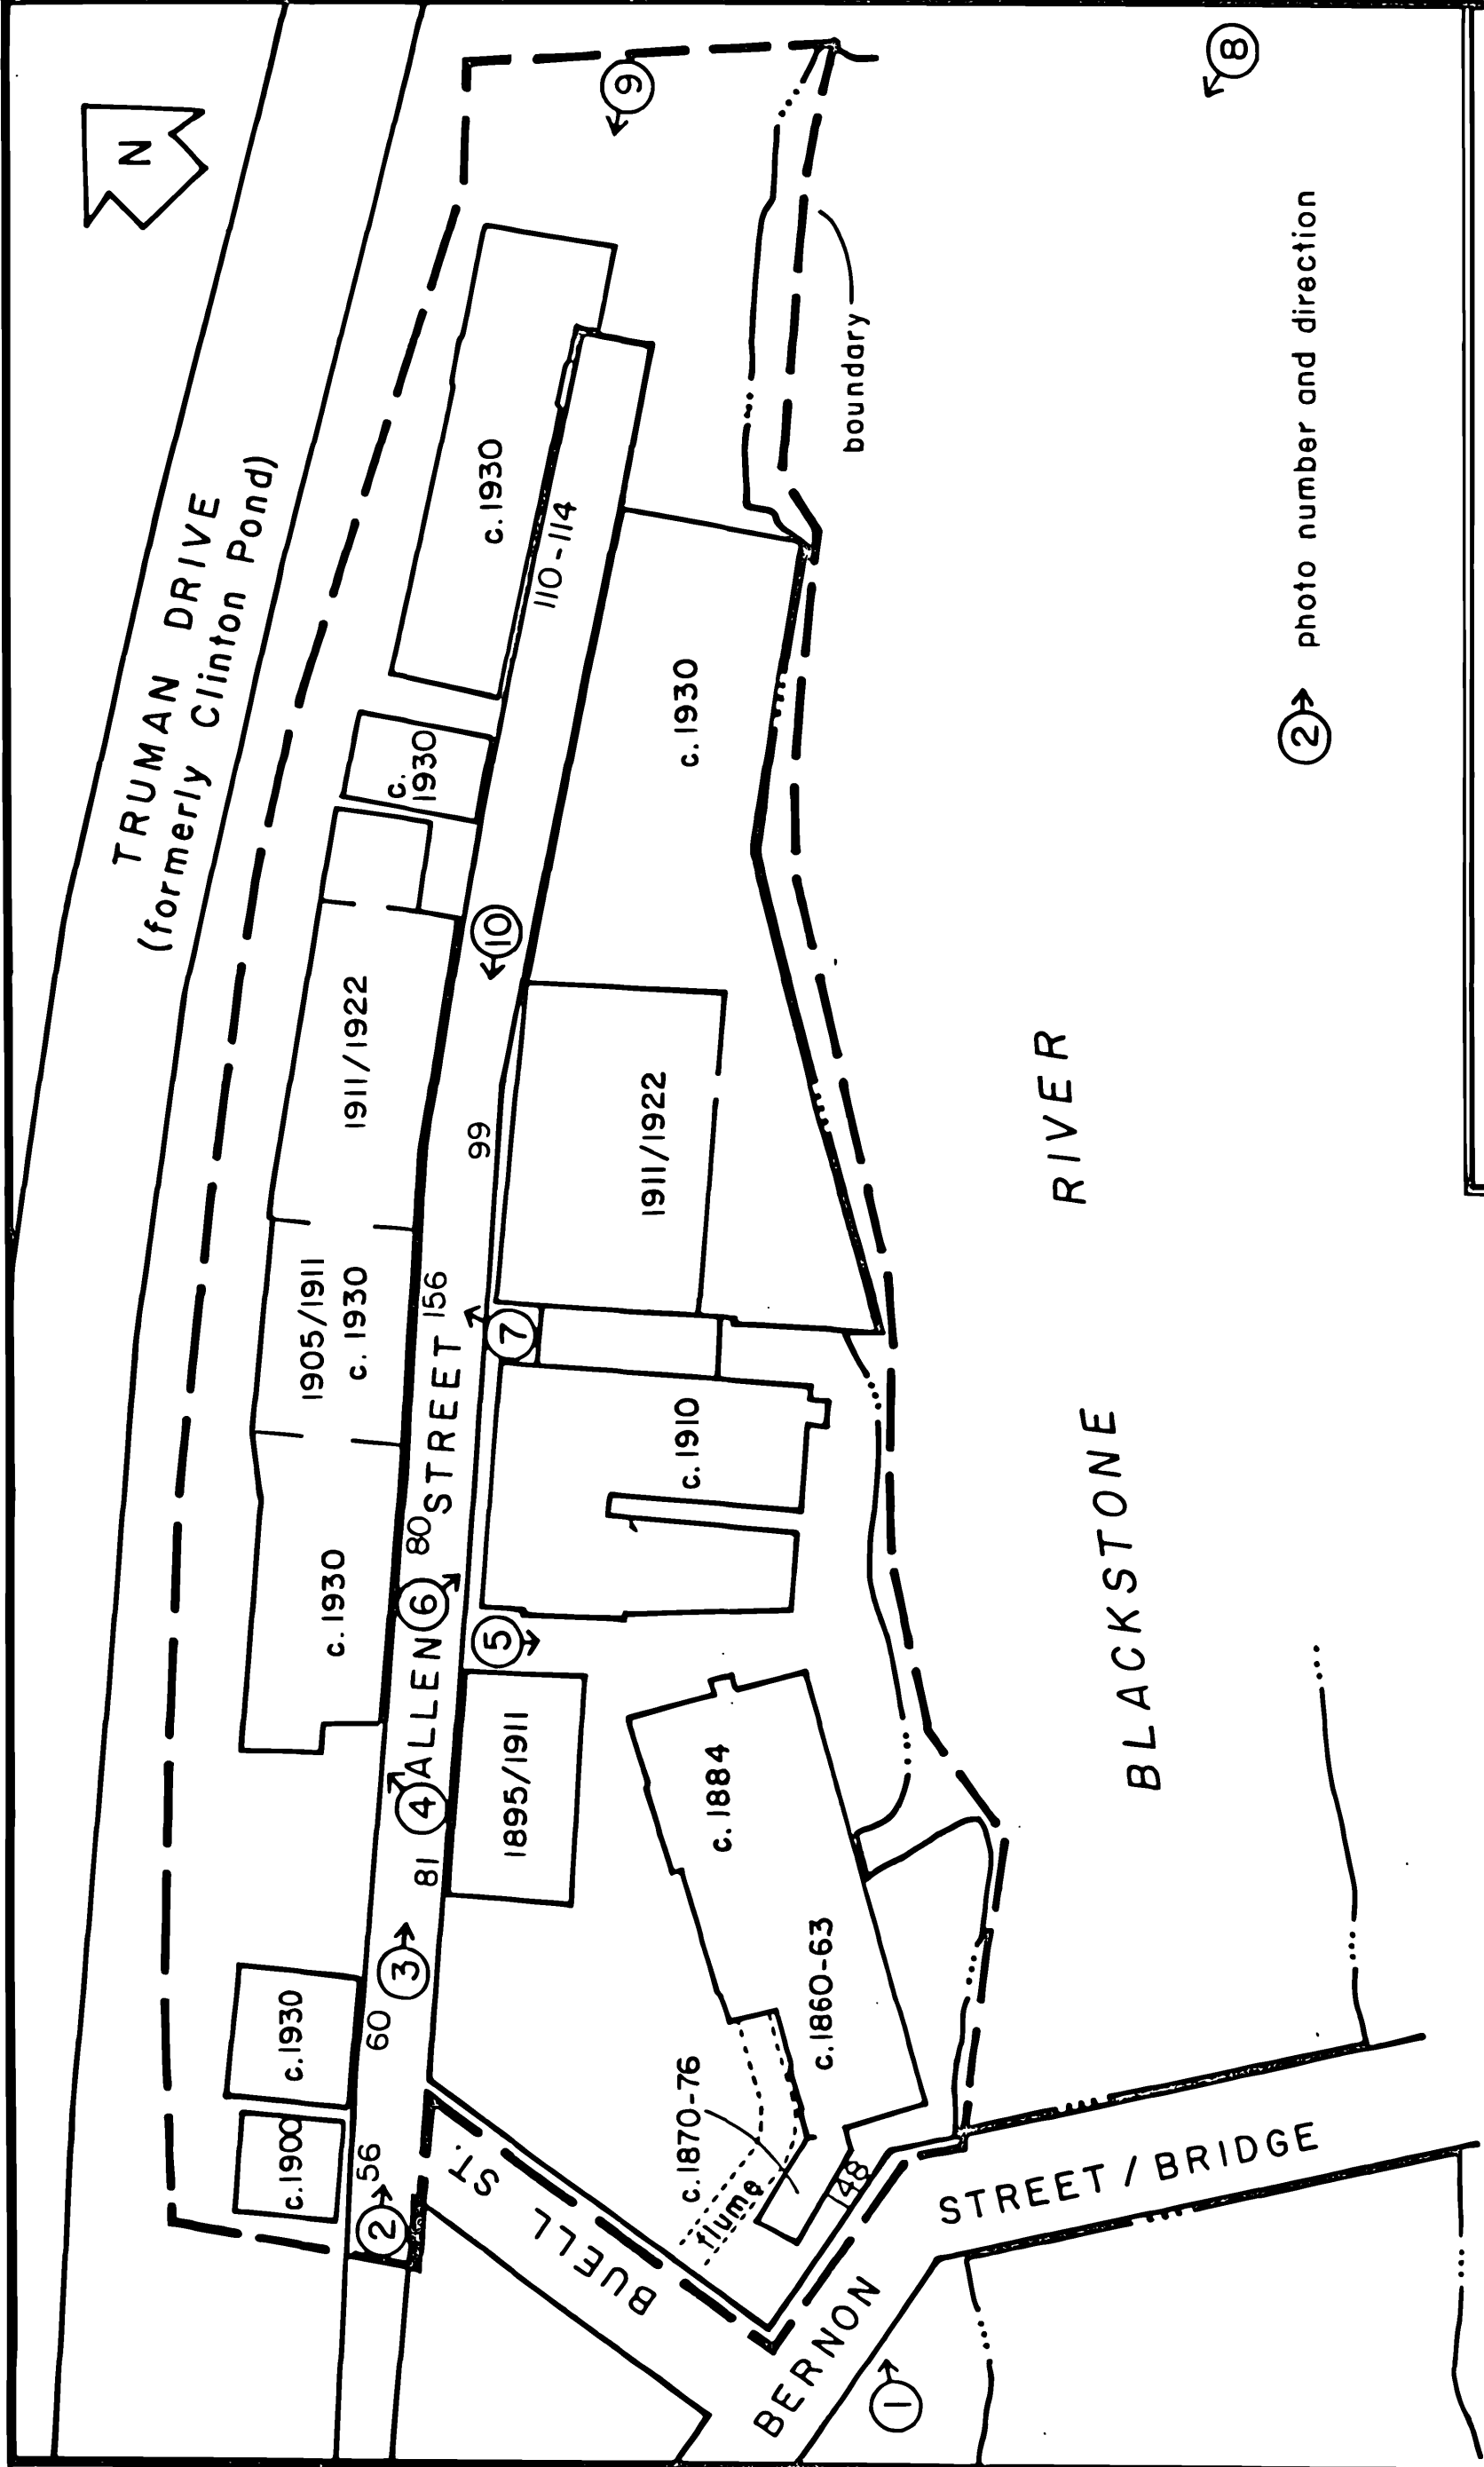 N
TRUMAN DRIVE
(formerly Clinton Pond)
c.1900
c.1930
c.1930
1905/1911
c. 1930
1911/1922
c.
1930
c.1930
9
2
56
60
3
81
4
ALLEN
6
80
STREET
156
99
10
110-114
5
7
1895/1911
c.1910
1911/1922
c.1930
BUELL ST.
flume
c.1870-76
148
c.1860-63
c.1884
boundary
BERNON
STREET / BRIDGE
1
BLACKSTONE
RIVER
8
2 photo number and direction